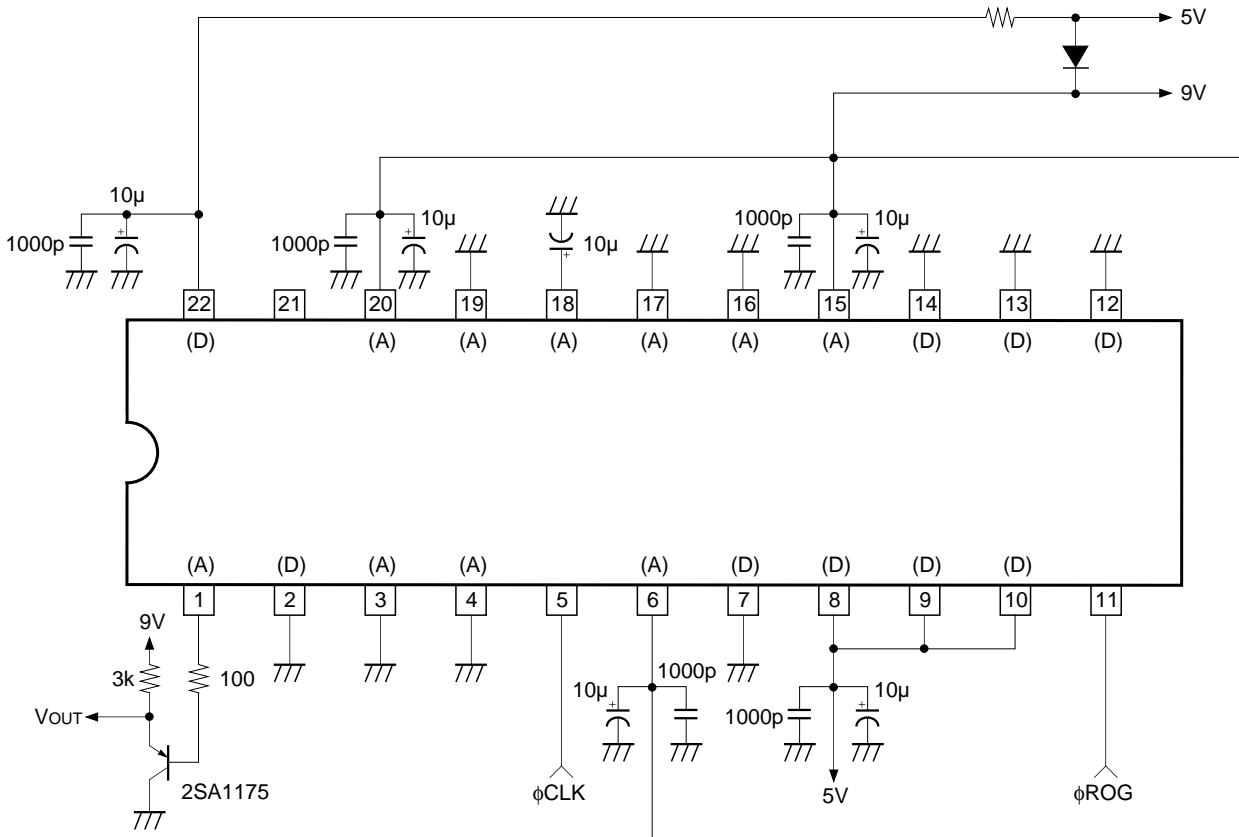 5V
9V
10μ
1000p
1000p
10μ
10μ
1000p
10μ
22 21 20 19 18 17 16 15 14 13 12
(D) (A) (A) (A) (A) (A) (A) (D) (D) (D)
(A) (D) (A) (A) (A) (D) (D) (D) (D)
1 2 3 4 5 6 7 8 9 10 11
9V
3k
100
VOUT
2SA1175
10μ
1000p
1000p
10μ
ϕCLK
5V
ϕROG